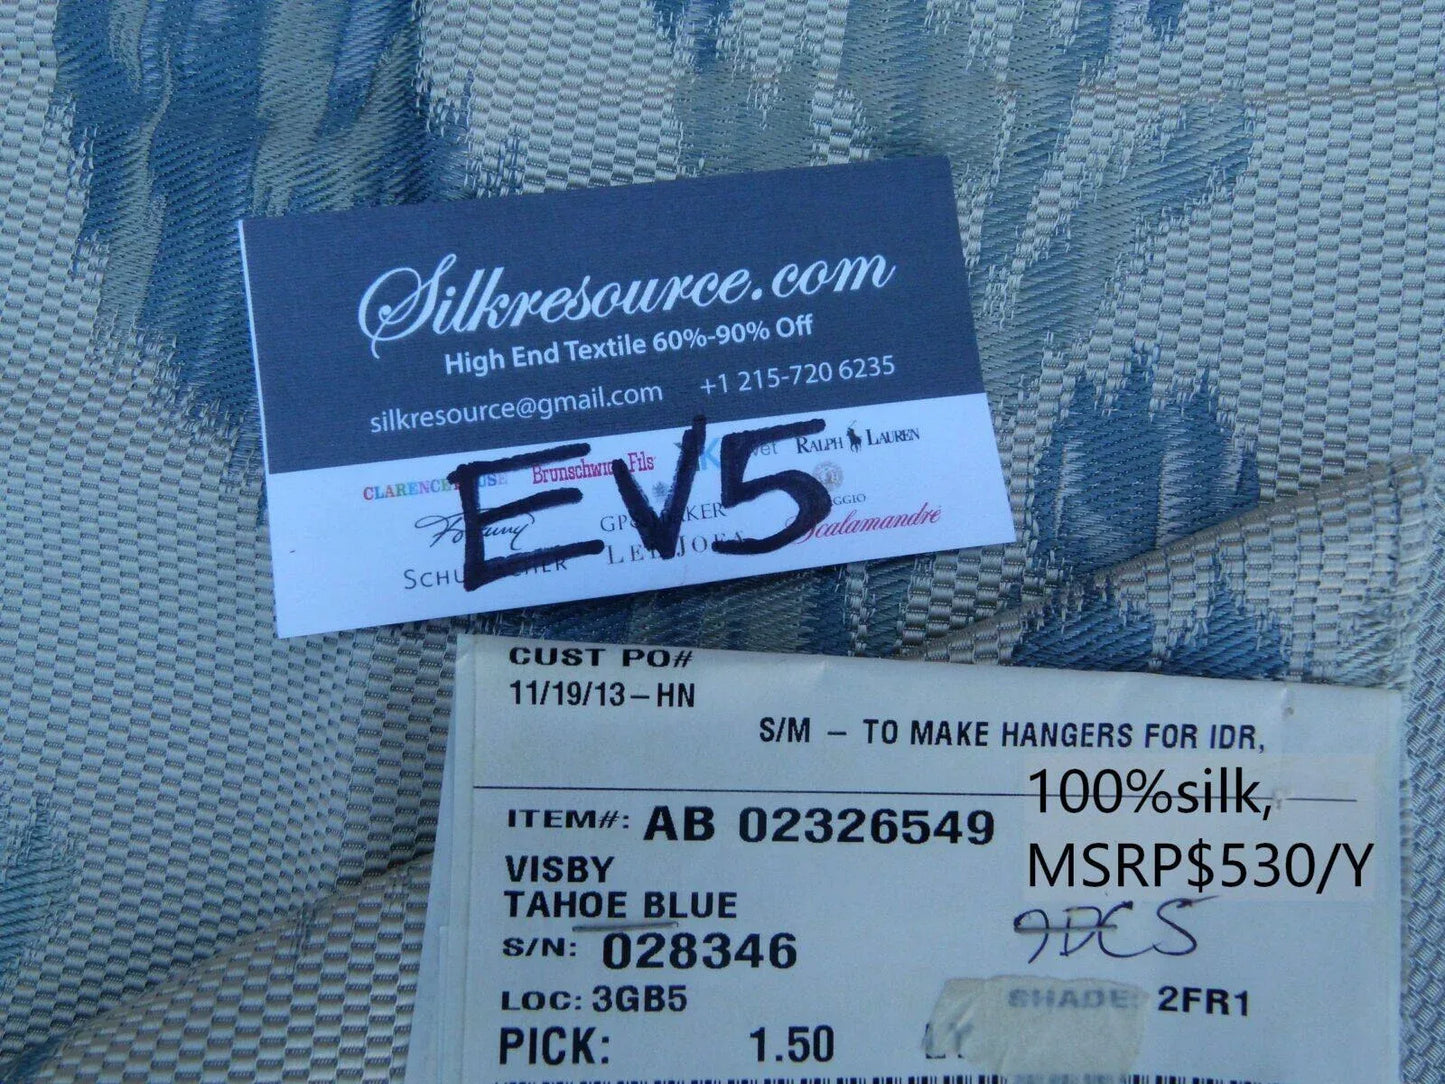 Silkresource.com
High End Textile 60%-90% Off
silkresource@gmail.com +1 215-720 6235
RALPH LAUREN
Brunschwig Fils
EV5
Scalamandré
CUST PO#
11/19/13-HN
S/M - TO MAKE HANGERS FOR IDR,
100%silk,
ITEM#: AB 02326549
MSRP$530/Y
VISBY
TAHOE BLUE
S/N: 028346
LOC: 3GB5 SHADE: 2FR1
PICK: 1.50